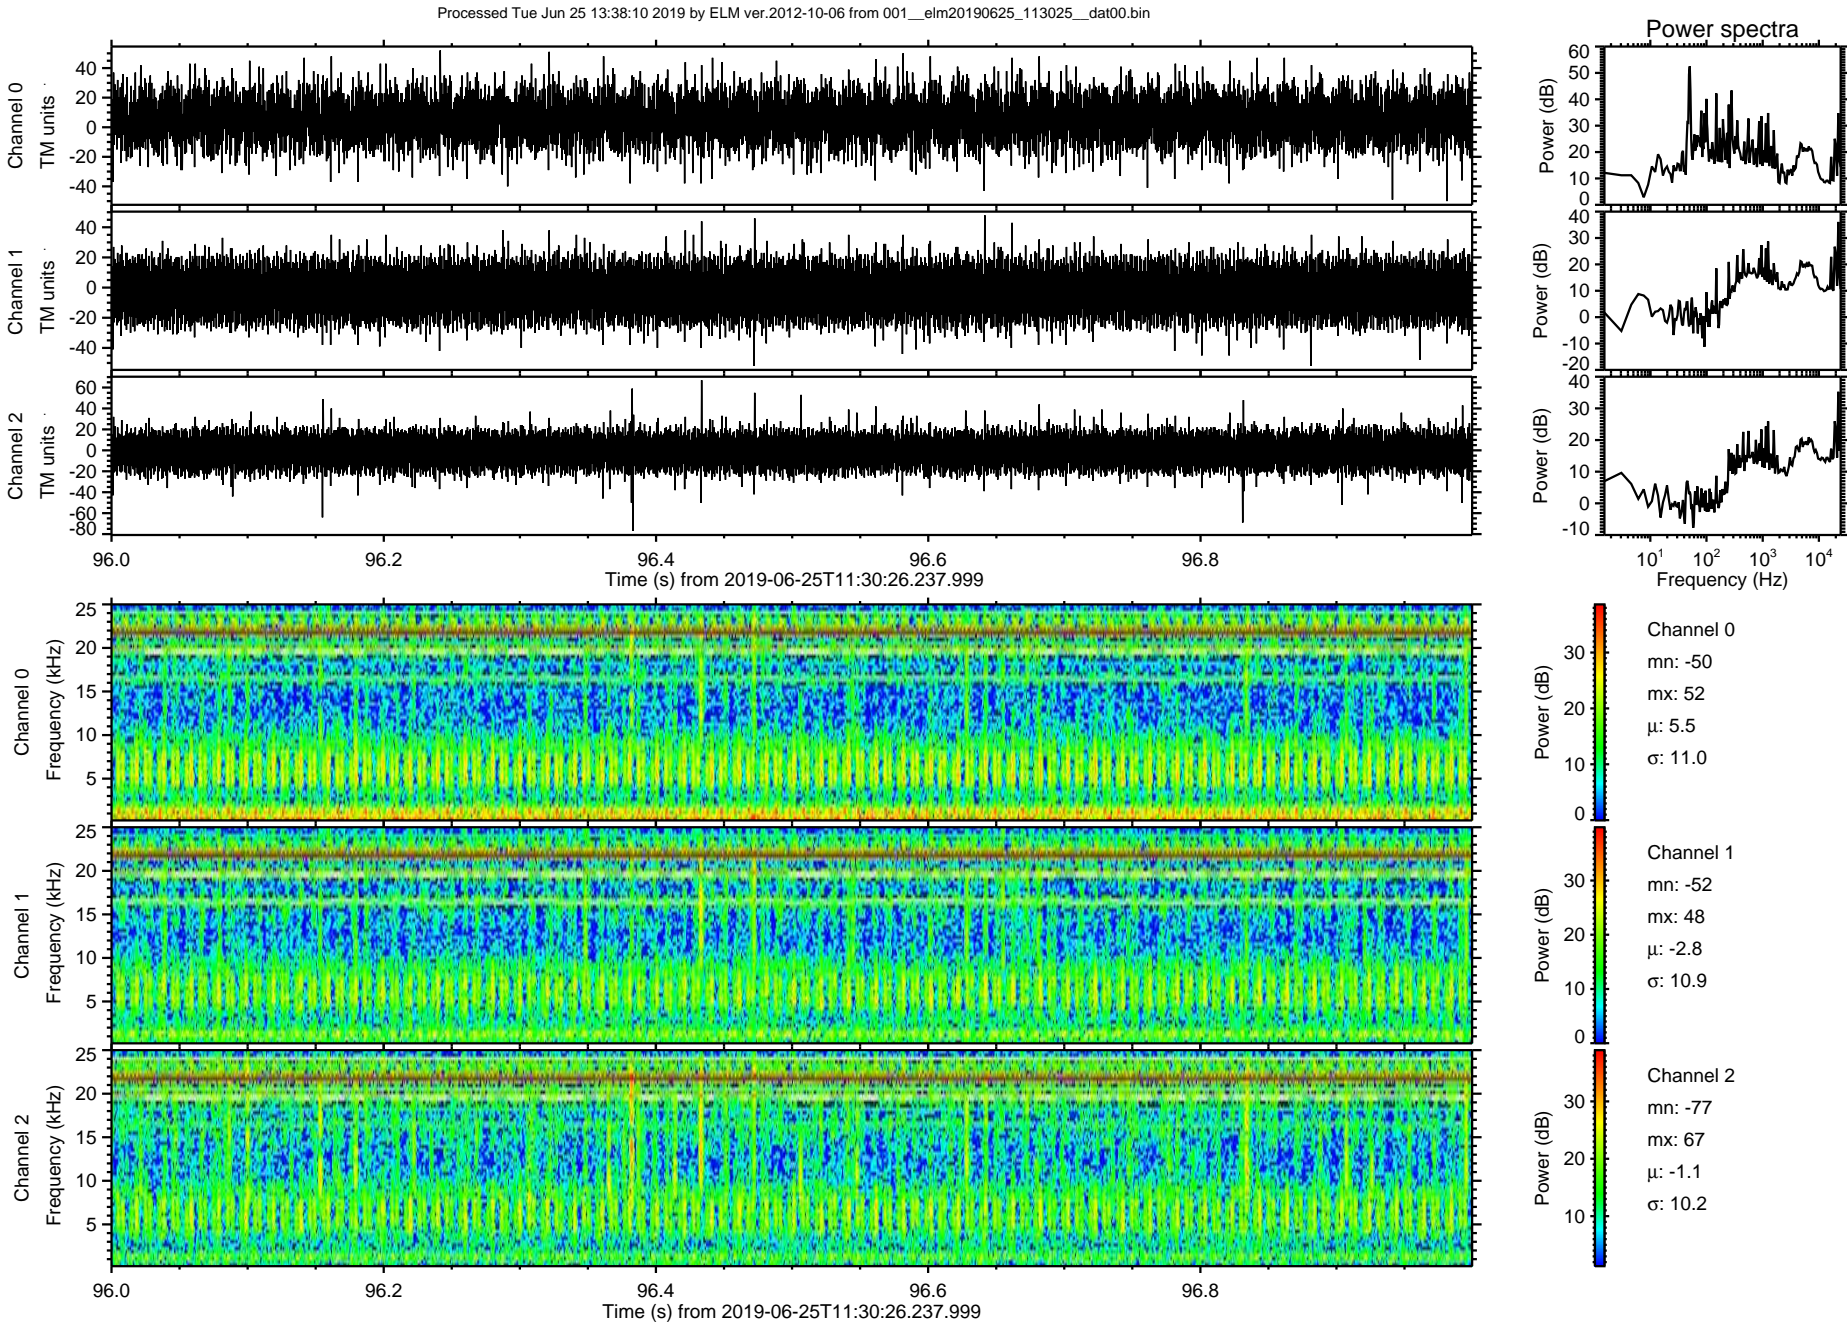 Processed Tue Jun 25 13:38:10 2019 by ELM ver.2012-10-06 from 001__elm20190625_113025__dat00.bin
Power spectra
Channel 0
TM units
40
20
0
-20
-40
Power (dB)
60
50
40
30
20
10
0
Channel 1
TM units
40
20
0
-20
-40
Power (dB)
40
30
20
10
0
-10
-20
Channel 2
TM units
60
40
20
0
-20
-40
-60
-80
Power (dB)
40
30
20
10
0
-10
96.0 96.2 96.4 96.6 96.8
Time (s) from 2019-06-25T11:30:26.237.999
10¹ 10² 10³ 10⁴
Frequency (Hz)
Channel 0
Frequency (kHz)
25
20
15
10
5
Power (dB)
30
20
10
0
Channel 0
mn: -50
mx: 52
μ: 5.5
σ: 11.0
Channel 1
Frequency (kHz)
25
20
15
10
5
Power (dB)
30
20
10
0
Channel 1
mn: -52
mx: 48
μ: -2.8
σ: 10.9
Channel 2
Frequency (kHz)
25
20
15
10
5
Power (dB)
30
20
10
Channel 2
mn: -77
mx: 67
μ: -1.1
σ: 10.2
96.0 96.2 96.4 96.6 96.8
Time (s) from 2019-06-25T11:30:26.237.999